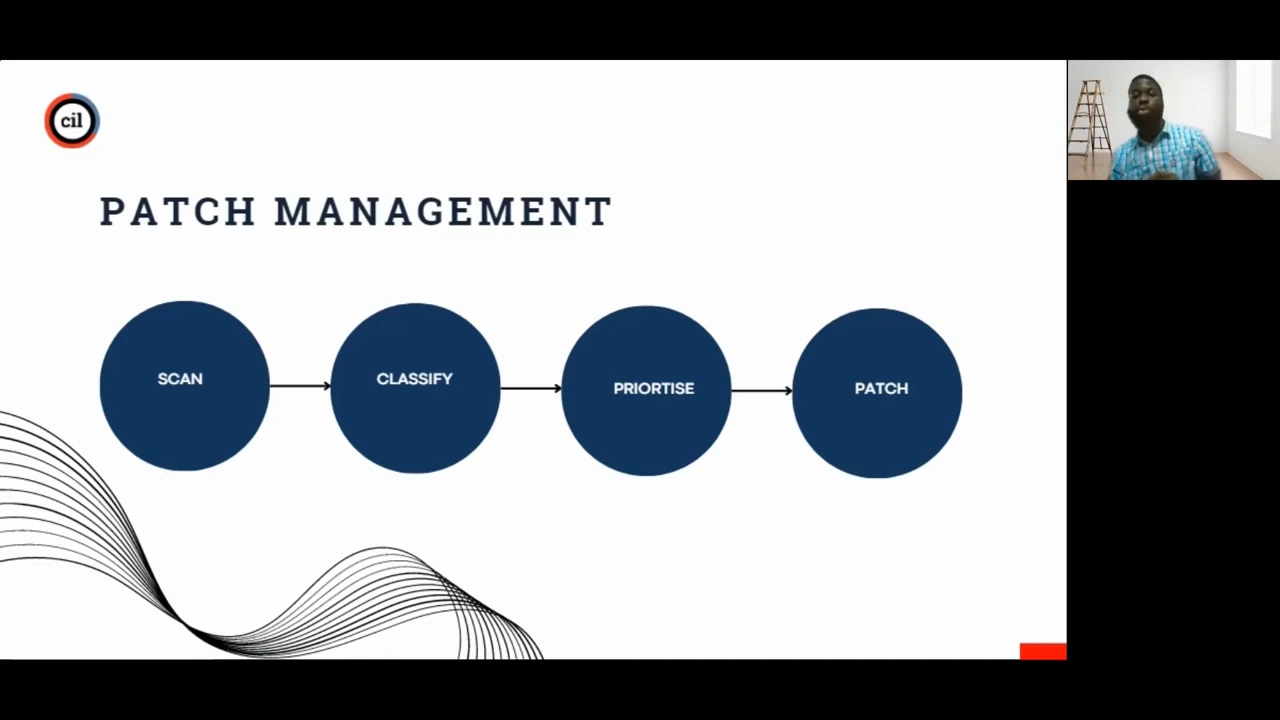 cil
PATCH MANAGEMENT
SCAN
CLASSIFY
PRIORTISE
PATCH